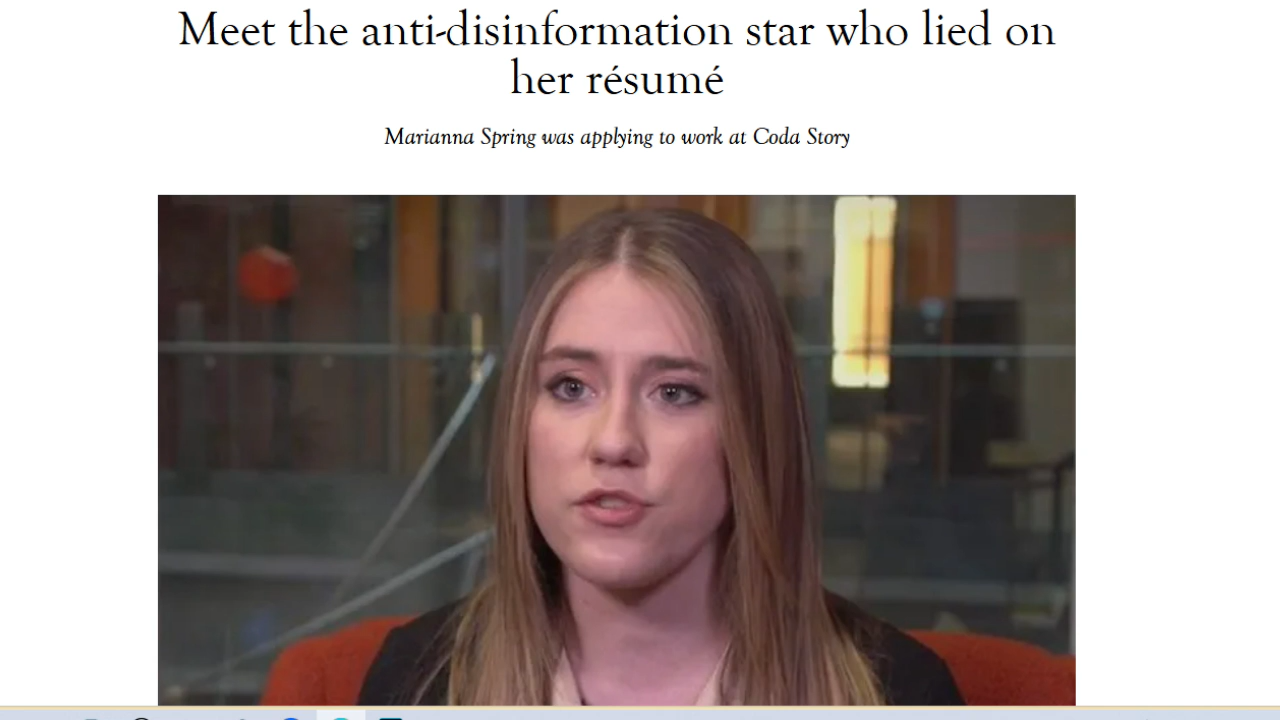 Meet the anti-disinformation star who lied on
her résumé
Marianna Spring was applying to work at Coda Story